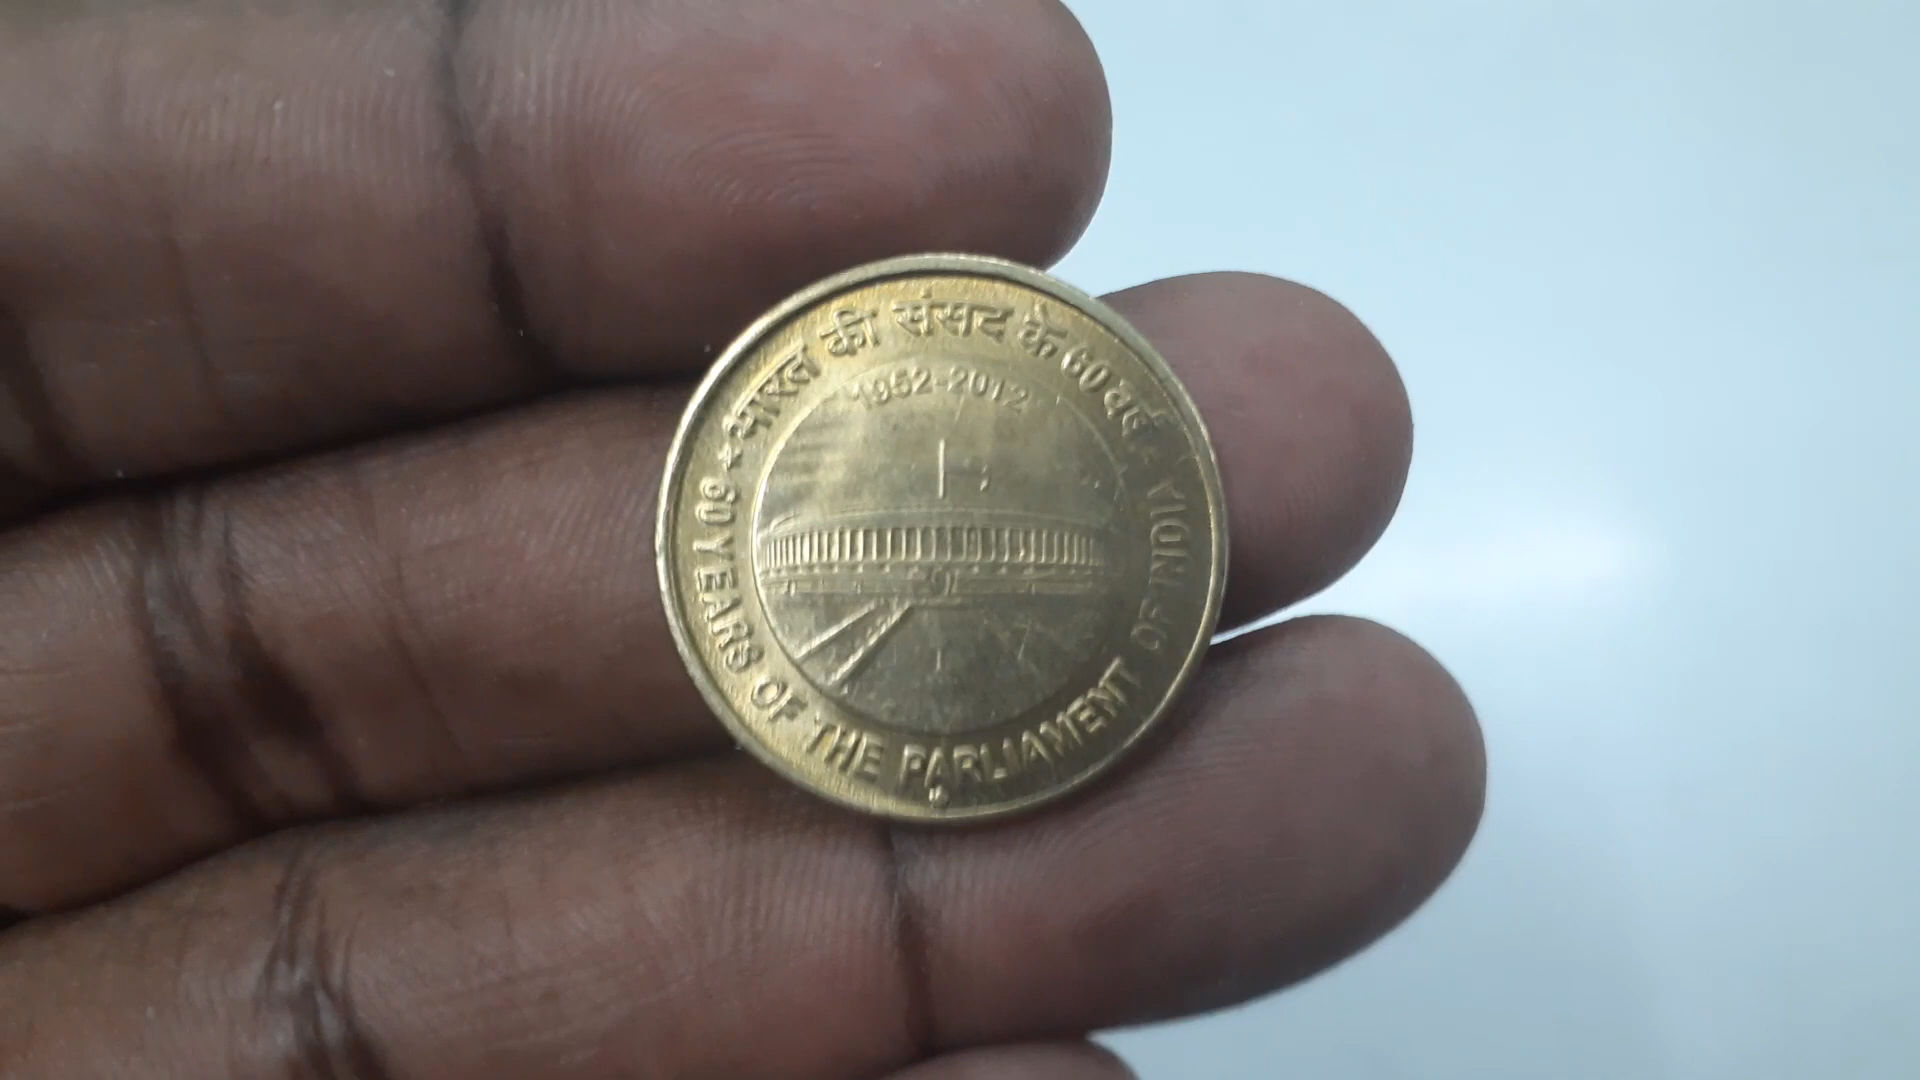 भारत की संसद के 60 वर्ष
1952-2012
60 YEARS OF THE PARLIAMENT OF INDIA